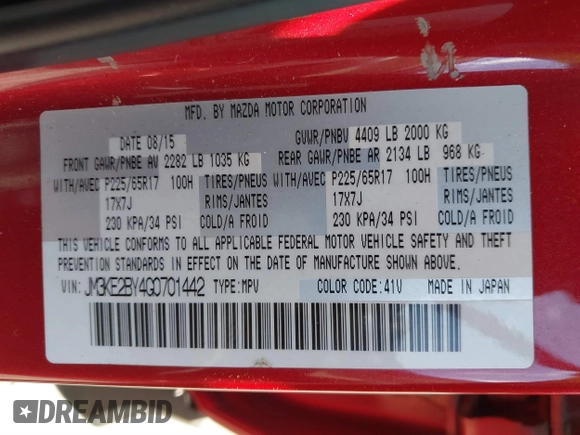 MFD. BY MAZDA MOTOR CORPORATION
DATE 08/15 GVWR/PNBV 4409 LB 2000 KG
FRONT GAWR/PNBE AV 2282 LB 1035 KG REAR GAWR/PNBE AR 2134 LB 968 KG
WITH/AVEC P225/65R17 100H TIRES/PNEUS WITH/AVEC P225/65R17 100H TIRES/PNEUS
17X7J RIMS/JANTES 17X7J RIMS/JANTES
230 KPA/34 PSI COLD/A FROID 230 KPA/34 PSI COLD/A FROID
THIS VEHICLE CONFORMS TO ALL APPLICABLE FEDERAL MOTOR VEHICLE SAFETY AND THEFT
PREVENTION STANDARDS IN EFFECT ON THE DATE OF MANUFACTURE SHOWN ABOVE.
VIN: JM3KE2BY4G0701442 TYPE:MPV COLOR CODE:41V MADE IN JAPAN
DREAMBID